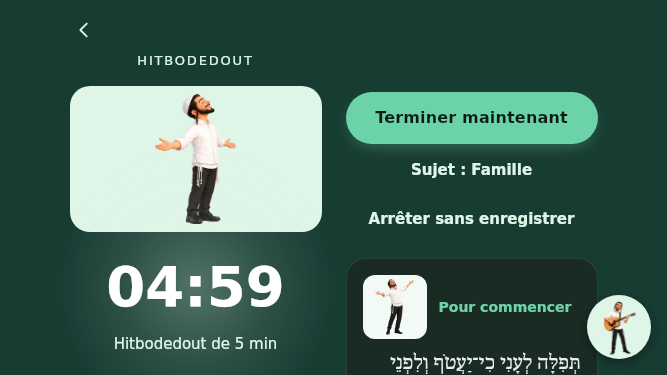 HITBODEDOUT
04:59
Hitbodedout de 5 min
Terminer maintenant
Sujet : Famille
Arrêter sans enregistrer
Pour commencer
תְּפִלָּה לְעָנִי כִי־יַעֲטֹף וְלִפְנֵי